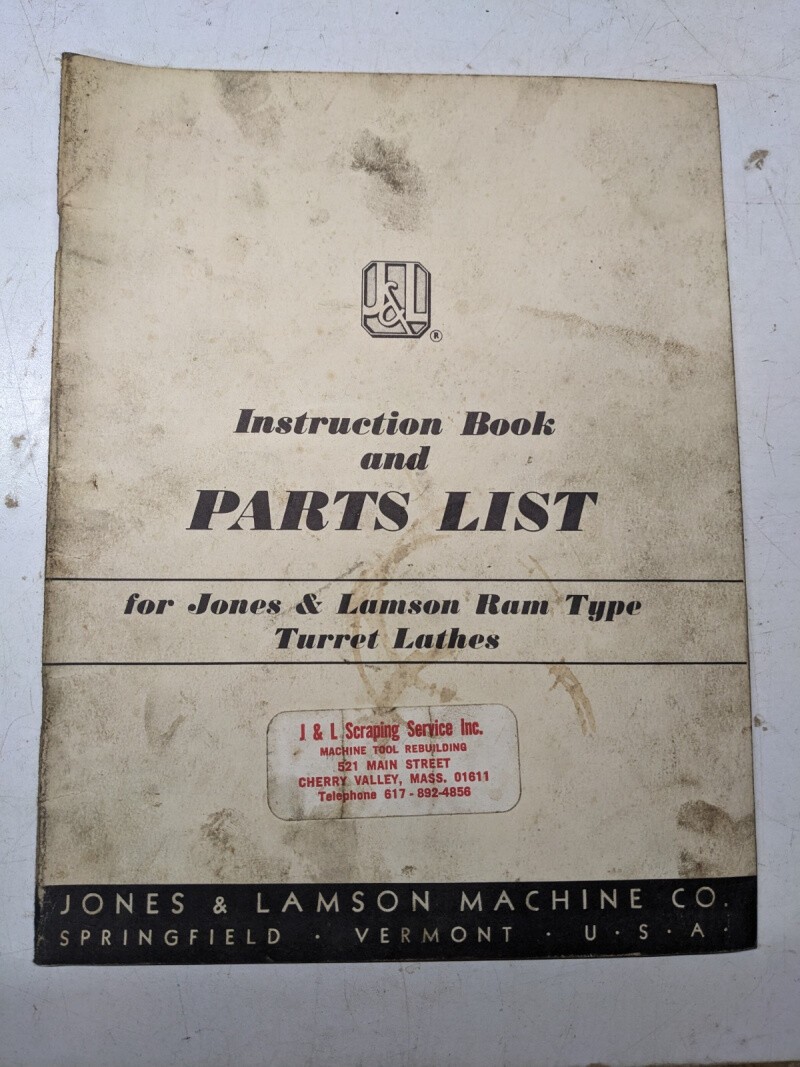 J&L
®
Instruction Book
and
PARTS LIST
for Jones & Lamson Ram Type
Turret Lathes
J & L Scraping Service Inc.
MACHINE TOOL REBUILDING
521 MAIN STREET
CHERRY VALLEY, MASS. 01611
Telephone 617-892-4856
JONES & LAMSON MACHINE CO.
SPRINGFIELD · VERMONT · U·S·A·